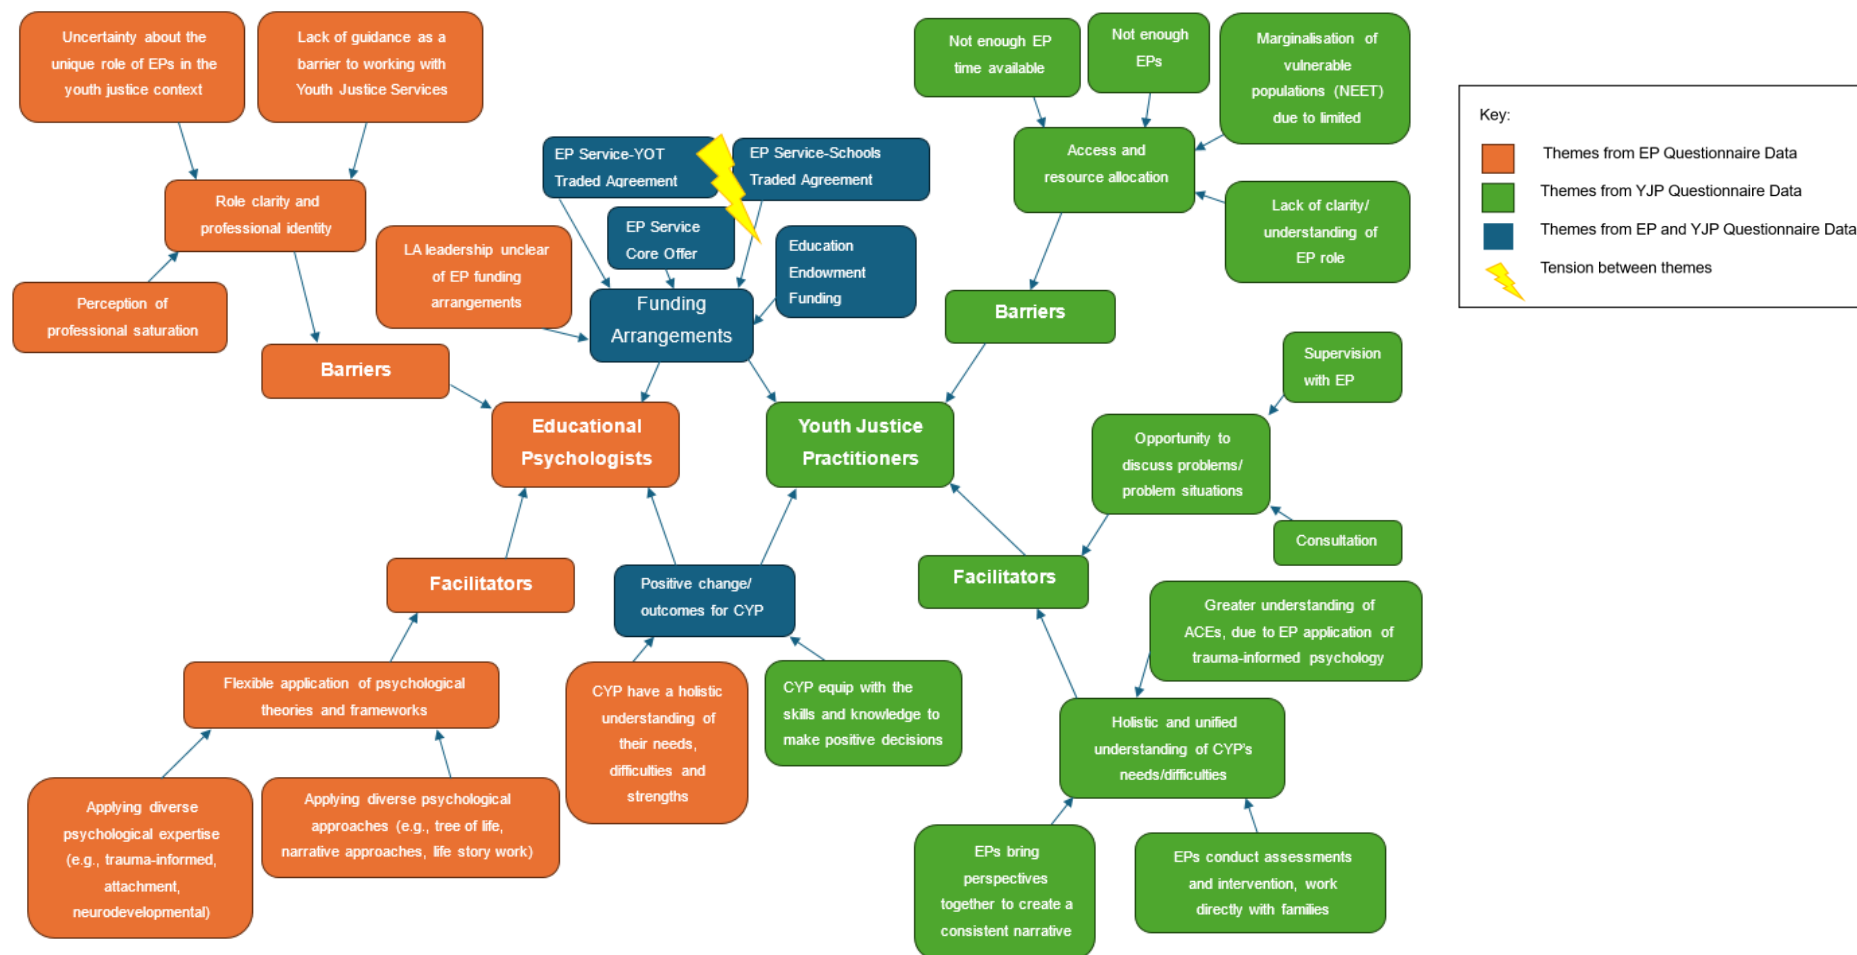 Uncertainty about the
unique role of EPs in the
youth justice context
Lack of guidance as a
barrier to working with
Youth Justice Services
Role clarity and
professional identity
Perception of
professional saturation
Barriers
LA leadership unclear
of EP funding
arrangements
EP Service-YOT
Traded Agreement
EP Service-Schools
Traded Agreement
EP Service
Core Offer
Education
Endowment
Funding
Funding
Arrangements
Not enough EP
time available
Not enough
EPs
Marginalisation of
vulnerable
populations (NEET)
due to limited
Access and
resource allocation
Lack of clarity/
understanding of
EP role
Barriers
Key:
Themes from EP Questionnaire Data
Themes from YJP Questionnaire Data
Themes from EP and YJP Questionnaire Data
Tension between themes
Educational
Psychologists
Youth Justice
Practitioners
Supervision
with EP
Opportunity to
discuss problems/
problem situations
Consultation
Facilitators
Positive change/
outcomes for CYP
Facilitators
Greater understanding of
ACEs, due to EP application of
trauma-informed psychology
Flexible application of psychological
theories and frameworks
CYP have a holistic
understanding of
their needs,
difficulties and
strengths
CYP equip with the
skills and knowledge to
make positive decisions
Holistic and unified
understanding of CYP's
needs/difficulties
Applying diverse
psychological expertise
(e.g., trauma-informed,
attachment,
neurodevelopmental)
Applying diverse psychological
approaches (e.g., tree of life,
narrative approaches, life story work)
EPs bring
perspectives
together to create a
consistent narrative
EPs conduct assessments
and intervention, work
directly with families